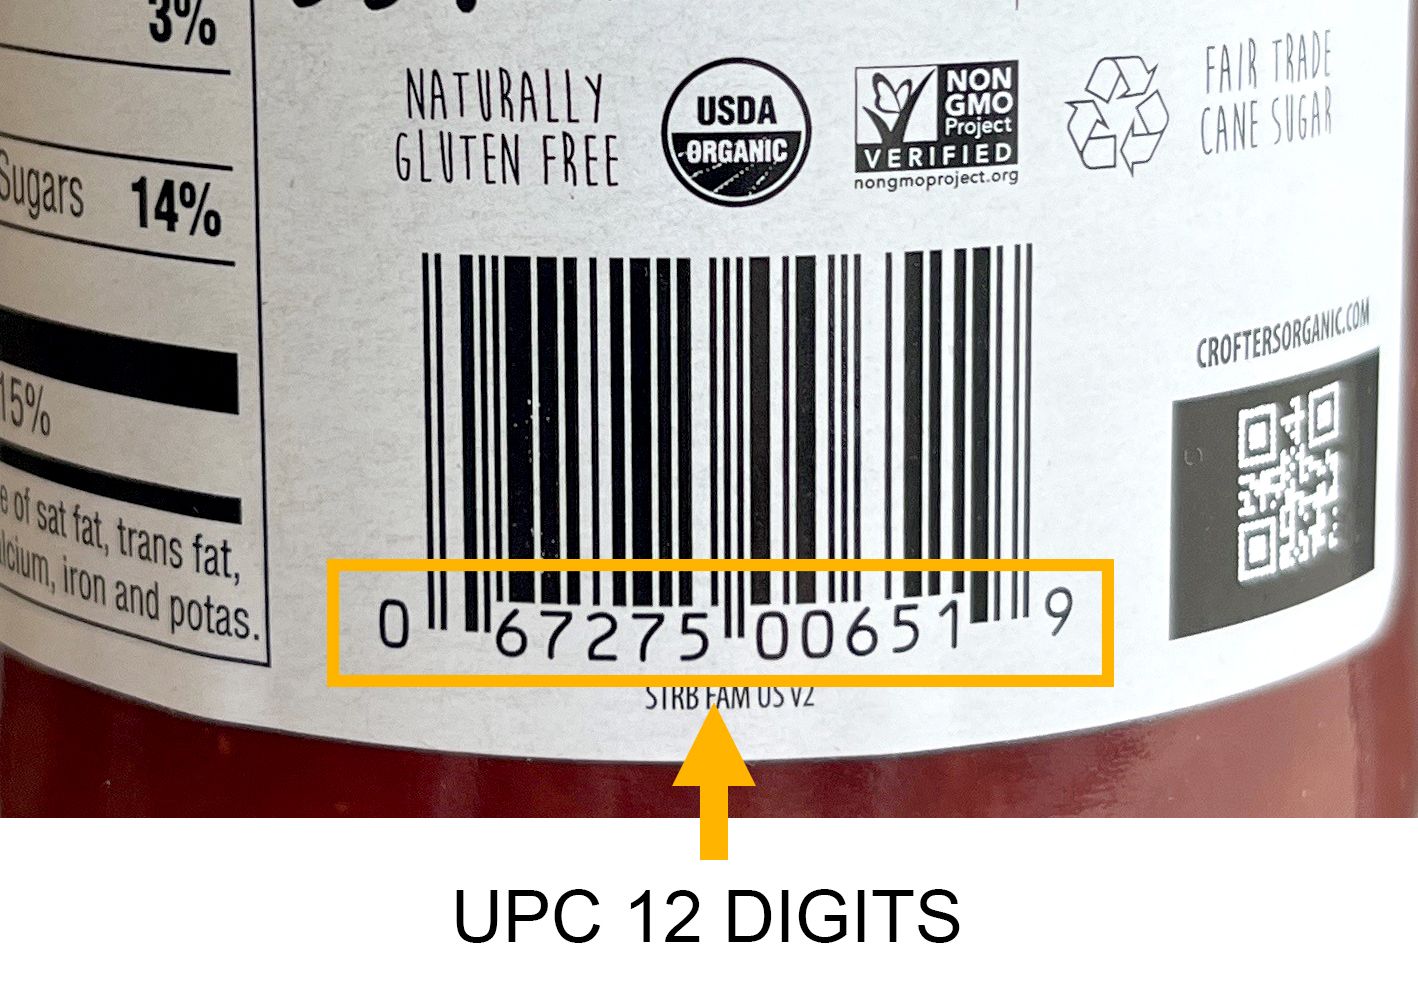 3%
NATURALLY
GLUTEN FREE
USDA
ORGANIC
NON
GMO
Project
VERIFIED
nongmoproject.org
FAIR TRADE
CANE SUGAR
Sugars 14%
CROFTERSORGANIC.COM
15%
e of sat fat, trans fat,
alcium, iron and potas.
0 67275 00651 9
STRB FAM US V2
UPC 12 DIGITS